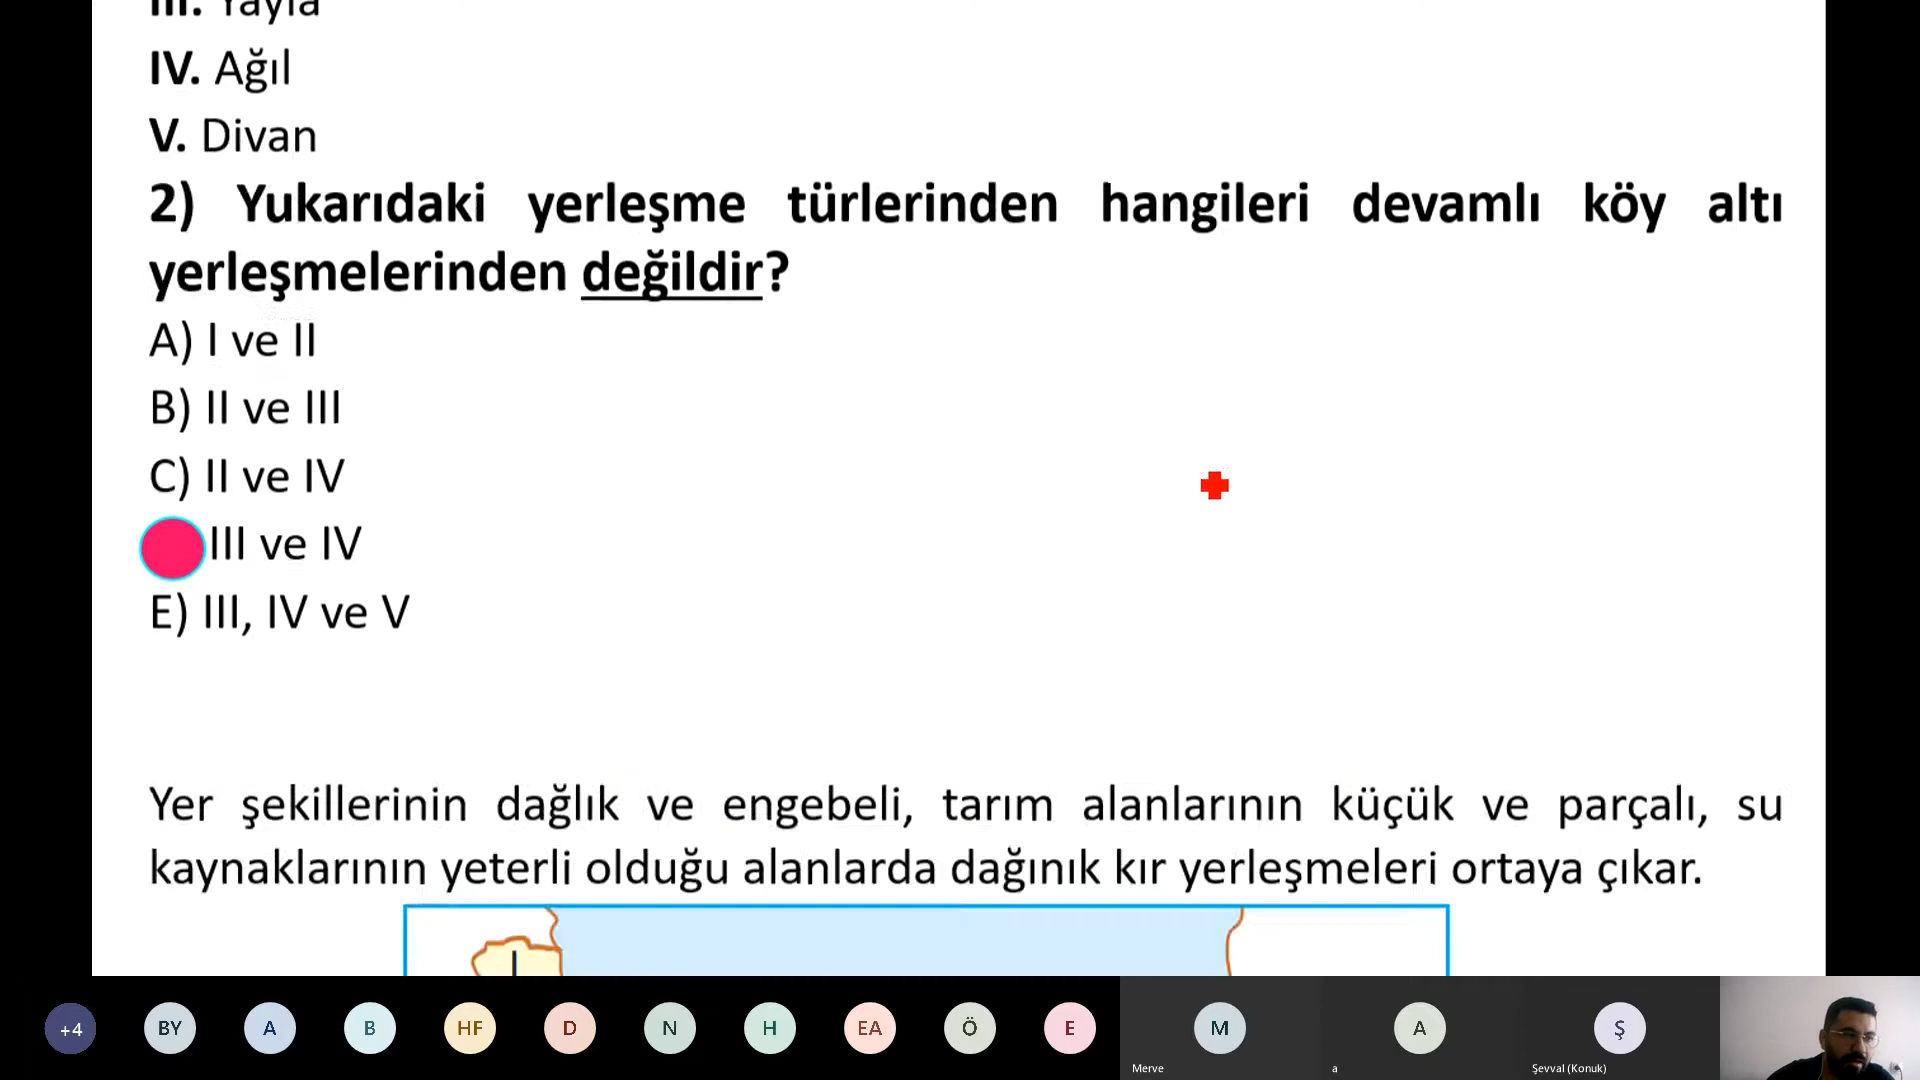 III. Yayla
IV. Ağıl
V. Divan
2) Yukarıdaki yerleşme türlerinden hangileri devamlı köy altı
yerleşmelerinden değildir?
A) I ve II
B) II ve III
C) II ve IV
III ve IV
E) III, IV ve V
Yer şekillerinin dağlık ve engebeli, tarım alanlarının küçük ve parçalı, su
kaynaklarının yeterli olduğu alanlarda dağınık kır yerleşmeleri ortaya çıkar.
+4 BY A B HF D N H EA Ö E M A Ş
Merve a Şevval (Konuk)